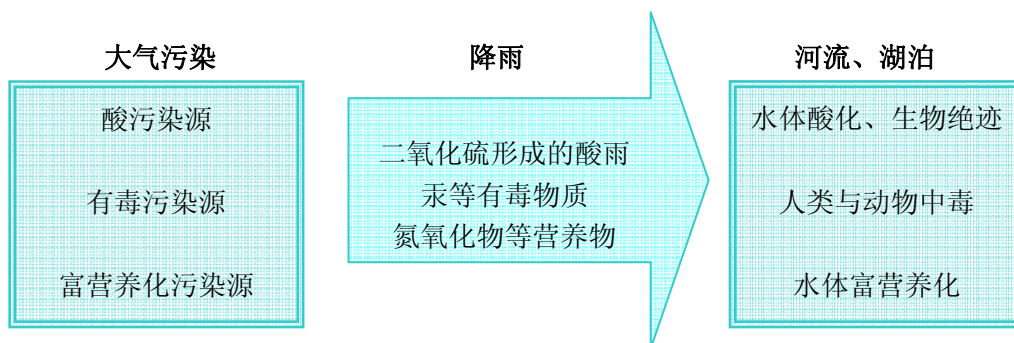 大气污染
降雨
河流、湖泊
酸污染源
有毒污染源
富营养化污染源
二氧化硫形成的酸雨
汞等有毒物质
氮氧化物等营养物
水体酸化、生物绝迹
人类与动物中毒
水体富营养化